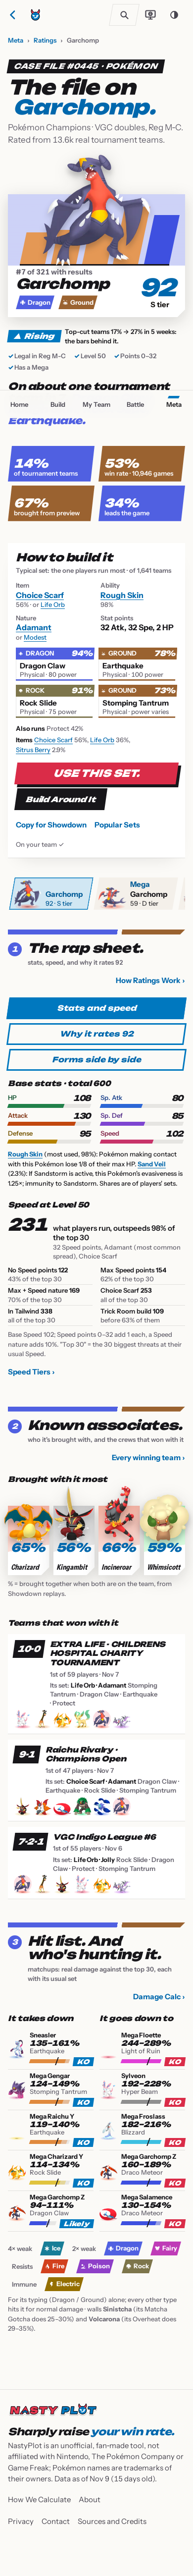 Meta › Ratings › Garchomp
CASE FILE #0445 · POKÉMON
The file on
Garchomp.
Pokémon Champions · VGC doubles, Reg M-C.
Rated from 13.6k real tournament teams.
#7 of 321 with results
Garchomp
Dragon
Ground
92
S tier
▲ Rising
Top-cut teams 17% → 27% in 5 weeks:
the bars behind it.
✓ Legal in Reg M-C ✓ Level 50 ✓ Points 0–32
✓ Has a Mega
On about one tournament
Home
Build
My Team
Battle
Meta
Earthquake.
14%
of tournament teams
53%
win rate · 10,946 games
67%
brought from preview
34%
leads the game
How to build it
Typical set: the one players run most · of 1,641 teams
Item
Choice Scarf
56% · or Life Orb
Ability
Rough Skin
98%
Nature
Adamant
or Modest
Stat points
32 Atk, 32 Spe, 2 HP
DRAGON 94%
Dragon Claw
Physical · 80 power
GROUND 78%
Earthquake
Physical · 100 power
ROCK 91%
Rock Slide
Physical · 75 power
GROUND 73%
Stomping Tantrum
Physical · power varies
Also runs Protect 42%
Items Choice Scarf 56%, Life Orb 36%,
Sitrus Berry 2.9%
USE THIS SET.
Build Around It
Copy for Showdown
Popular Sets
On your team ✓
Garchomp
92 · S tier
Mega
Garchomp
59 · D tier
1
The rap sheet.
stats, speed, and why it rates 92
How Ratings Work ›
Stats and speed
Why it rates 92
Forms side by side
Base stats · total 600
HP 108
Sp. Atk 80
Attack 130
Sp. Def 85
Defense 95
Speed 102
Rough Skin (most used, 98%): Pokémon making contact
with this Pokémon lose 1/8 of their max HP. Sand Veil
(2.3%): If Sandstorm is active, this Pokémon's evasiveness is
1.25×; immunity to Sandstorm. Shares are of players' sets.
Speed at Level 50
231
what players run, outspeeds 98% of
the top 30
32 Speed points, Adamant (most common
spread), Choice Scarf
No Speed points 122
43% of the top 30
Max Speed points 154
62% of the top 30
Max + Speed nature 169
70% of the top 30
Choice Scarf 253
all of the top 30
In Tailwind 338
all of the top 30
Trick Room build 109
before 63% of them
Base Speed 102; Speed points 0–32 add 1 each, a Speed
nature adds 10%. "Top 30" = the 30 biggest threats at their
usual Speed.
Speed Tiers ›
2
Known associates.
who it's brought with, and the crews that won with it
Every winning team ›
Brought with it most
65%
Charizard
56%
Kingambit
66%
Incineroar
59%
Whimsicott
% = brought together when both are on the team, from
Showdown replays.
Teams that won with it
10-0
EXTRA LIFE · CHILDRENS
HOSPITAL CHARITY
TOURNAMENT
1st of 59 players · Nov 7
Its set: Life Orb · Adamant Stomping
Tantrum · Dragon Claw · Earthquake
· Protect
9-1
Raichu Rivalry ·
Champions Open
1st of 47 players · Nov 7
Its set: Choice Scarf · Adamant Dragon Claw ·
Earthquake · Rock Slide · Stomping Tantrum
7-2-1
VGC Indigo League #6
1st of 55 players · Nov 6
Its set: Life Orb · Jolly Rock Slide · Dragon
Claw · Protect · Stomping Tantrum
3
Hit list. And
who's hunting it.
matchups: real damage against the top 30, each
with its usual set
Damage Calc ›
It takes down
Sneasler
135–161%
Earthquake
KO
Mega Gengar
124–149%
Stomping Tantrum
KO
Mega Raichu Y
119–140%
Earthquake
KO
Mega Charizard Y
114–134%
Rock Slide
KO
Mega Garchomp Z
94–111%
Dragon Claw
Likely
It goes down to
Mega Floette
244–289%
Light of Ruin
KO
Sylveon
192–228%
Hyper Beam
KO
Mega Froslass
182–216%
Blizzard
KO
Mega Garchomp Z
160–189%
Draco Meteor
KO
Mega Salamence
130–154%
Draco Meteor
KO
4× weak
Ice
2× weak
Dragon
Fairy
Resists
Fire
Poison
Rock
Immune
Electric
For its typing (Dragon / Ground) alone; every other type
hits it for normal damage · walls Sinistcha (its Matcha
Gotcha does 25–30%) and Volcarona (its Overheat does
29–35%).
NASTY PLOT
Sharply raise your win rate.
NastyPlot is an unofficial, fan-made tool, not
affiliated with Nintendo, The Pokémon Company or
Game Freak; Pokémon names are trademarks of
their owners. Data as of Nov 9 (15 days old).
How We Calculate
About
Privacy
Contact
Sources and Credits